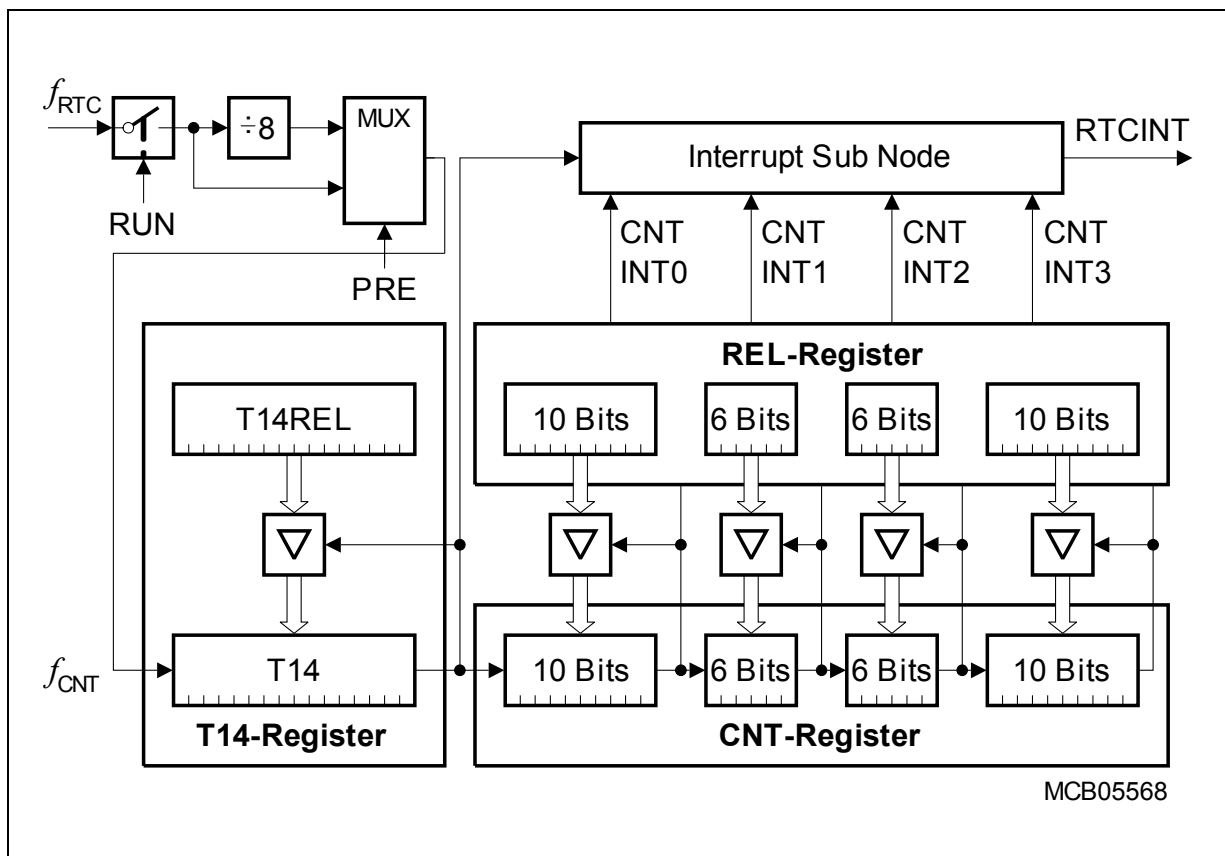 fRTC
÷8
MUX
RUN
PRE
Interrupt Sub Node
RTCINT
CNT
INT0
CNT
INT1
CNT
INT2
CNT
INT3
REL-Register
T14REL
10 Bits
6 Bits
6 Bits
10 Bits
fCNT
T14
10 Bits
6 Bits
6 Bits
10 Bits
T14-Register
CNT-Register
MCB05568